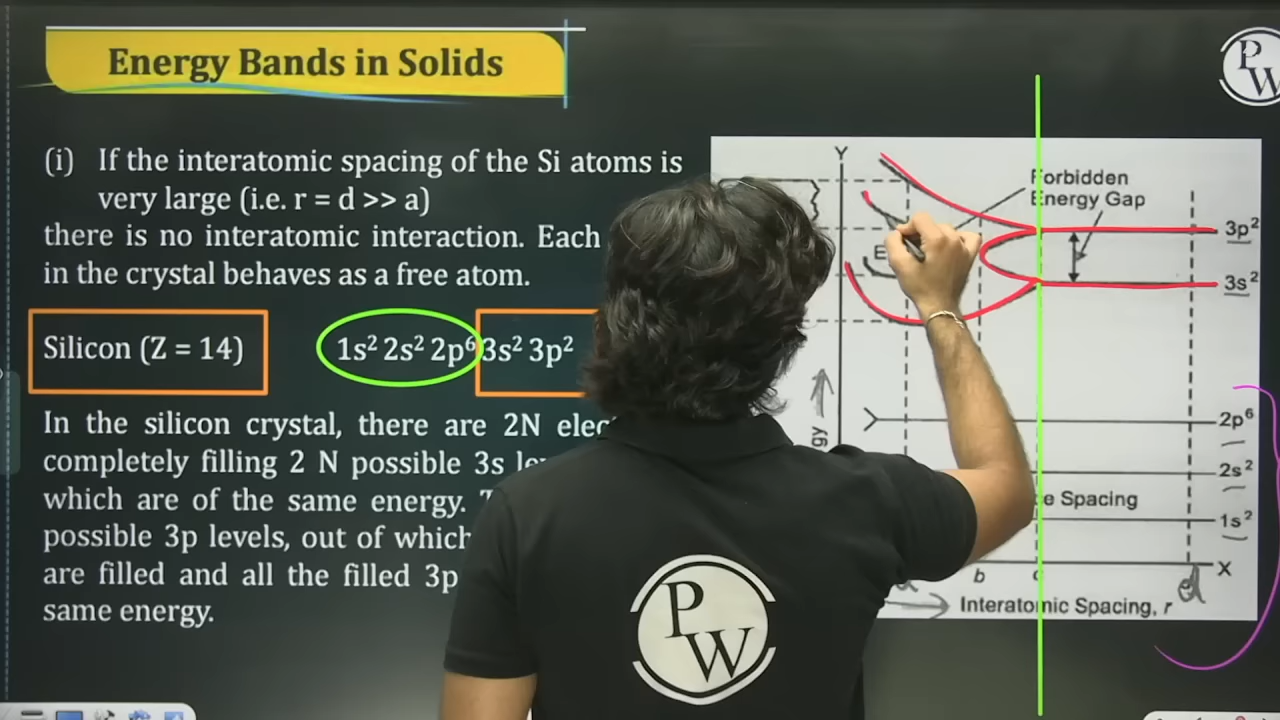 Energy Bands in Solids
P
W
(i) If the interatomic spacing of the Si atoms is
very large (i.e. r = d >> a)
there is no interatomic interaction. Each
in the crystal behaves as a free atom.
Silicon (Z = 14)
1s² 2s² 2p⁶ 3s² 3p²
In the silicon crystal, there are 2N
completely filling 2 N possible 3s
which are of the same energy.
possible 3p levels, out of which
are filled and all the filled 3p
same energy.
Y
Forbidden
Energy Gap
3p²
3s²
2p⁶
2s²
Spacing
1s²
X
b
c
d
Interatomic Spacing, r
P
W